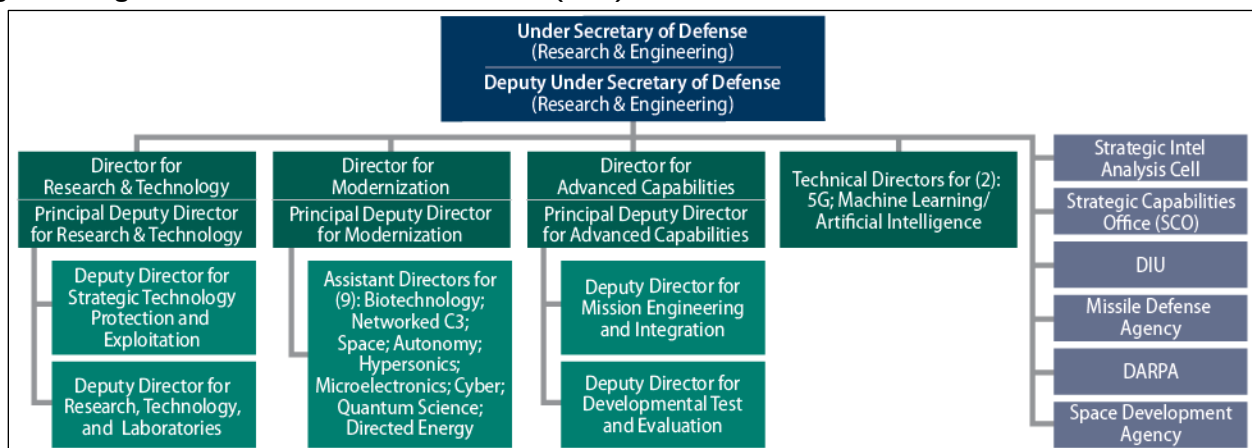 Under Secretary of Defense
(Research & Engineering)
Deputy Under Secretary of Defense
(Research & Engineering)
Director for
Research & Technology
Principal Deputy Director
for Research & Technology
Deputy Director for
Strategic Technology
Protection and
Exploitation
Deputy Director for
Research, Technology,
and Laboratories
Director for
Modernization
Principal Deputy Director
for Modernization
Assistant Directors for
(9): Biotechnology;
Networked C3;
Space; Autonomy;
Hypersonics;
Microelectronics; Cyber;
Quantum Science;
Directed Energy
Director for
Advanced Capabilities
Principal Deputy Director
for Advanced Capabilities
Deputy Director for
Mission Engineering
and Integration
Deputy Director for
Developmental Test
and Evaluation
Technical Directors for (2):
5G; Machine Learning/
Artificial Intelligence
Strategic Intel
Analysis Cell
Strategic Capabilities
Office (SCO)
DIU
Missile Defense
Agency
DARPA
Space Development
Agency